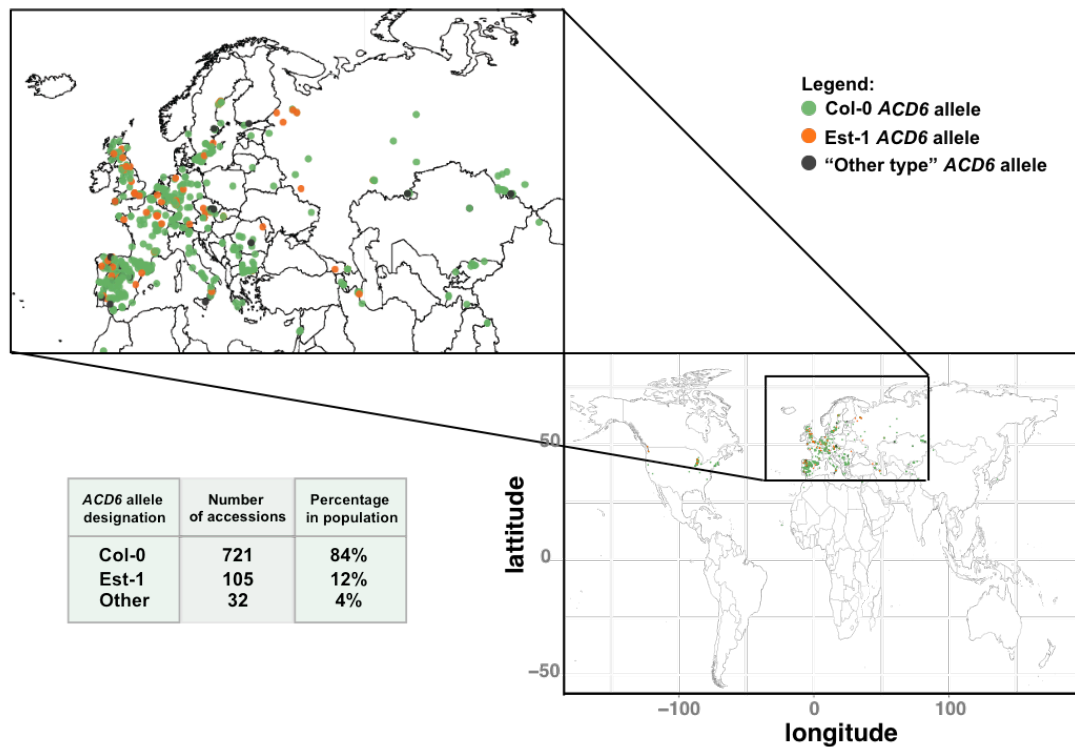 Legend:
Col-0 ACD6 allele
Est-1 ACD6 allele
“Other type” ACD6 allele
ACD6 allele
designation
Number
of accessions
Percentage
in population
Col-0 721 84%
Est-1 105 12%
Other 32 4%
lattitude
50
0
−50
−100 0 100
longitude